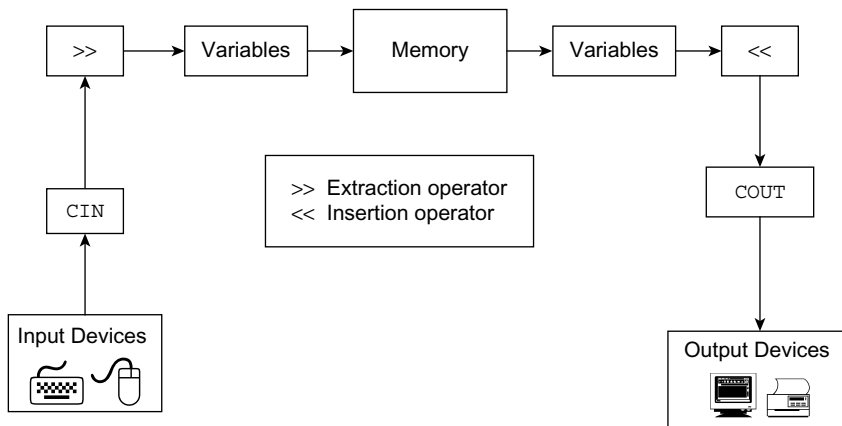 >>
Variables
Memory
Variables
<<
>> Extraction operator
<< Insertion operator
CIN
COUT
Input Devices
Output Devices